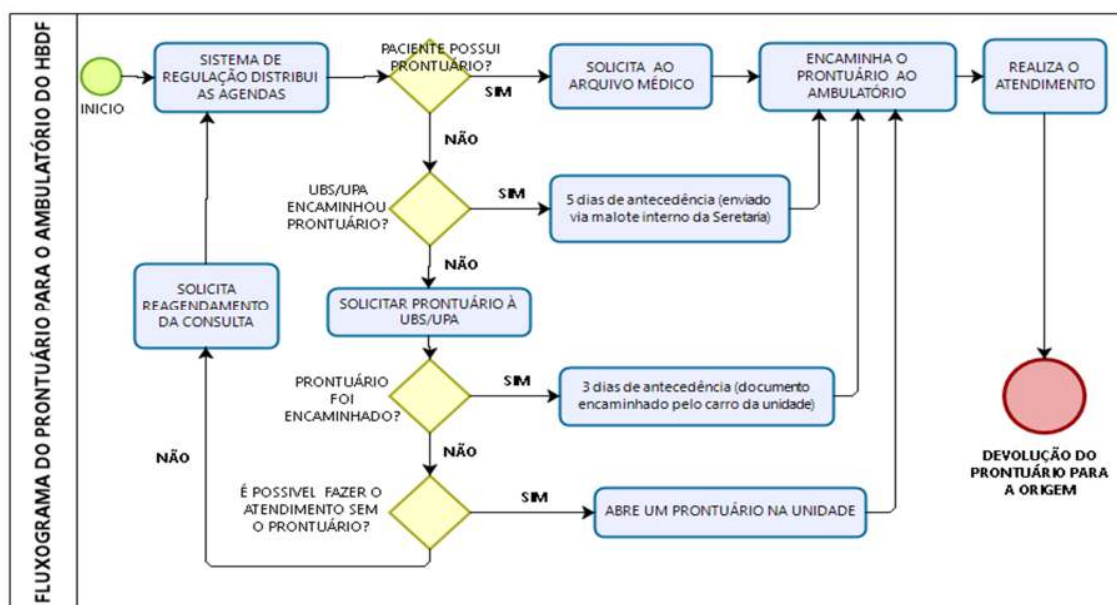 FLUXOGRAMA DO PRONTUÁRIO PARA O AMBULATÓRIO DO HBDF
INICIO
SISTEMA DE
REGULAÇÃO DISTRIBUI
AS AGENDAS
PACIENTE POSSUI
PRONTUÁRIO?
SIM
SOLICITA AO
ARQUIVO MÉDICO
ENCAMINHA O
PRONTUÁRIO AO
AMBULATÓRIO
REALIZA O
ATENDIMENTO
NÃO
UBS/UPA
ENCAMINHOU
PRONTUÁRIO?
SIM
5 dias de antecedência (enviado
via malote interno da Seretaria)
NÃO
SOLICITA
REAGENDAMENTO
DA CONSULTA
SOLICITAR PRONTUÁRIO À
UBS/UPA
PRONTUÁRIO
FOI
ENCAMINHADO?
SIM
3 dias de antecedência (documento
encaminhado pelo carro da unidade)
NÃO
NÃO
É POSSIVEL FAZER O
ATENDIMENTO SEM
O PRONTUÁRIO?
SIM
ABRE UM PRONTUÁRIO NA UNIDADE
DEVOLUÇÃO DO
PRONTUÁRIO PARA
A ORIGEM